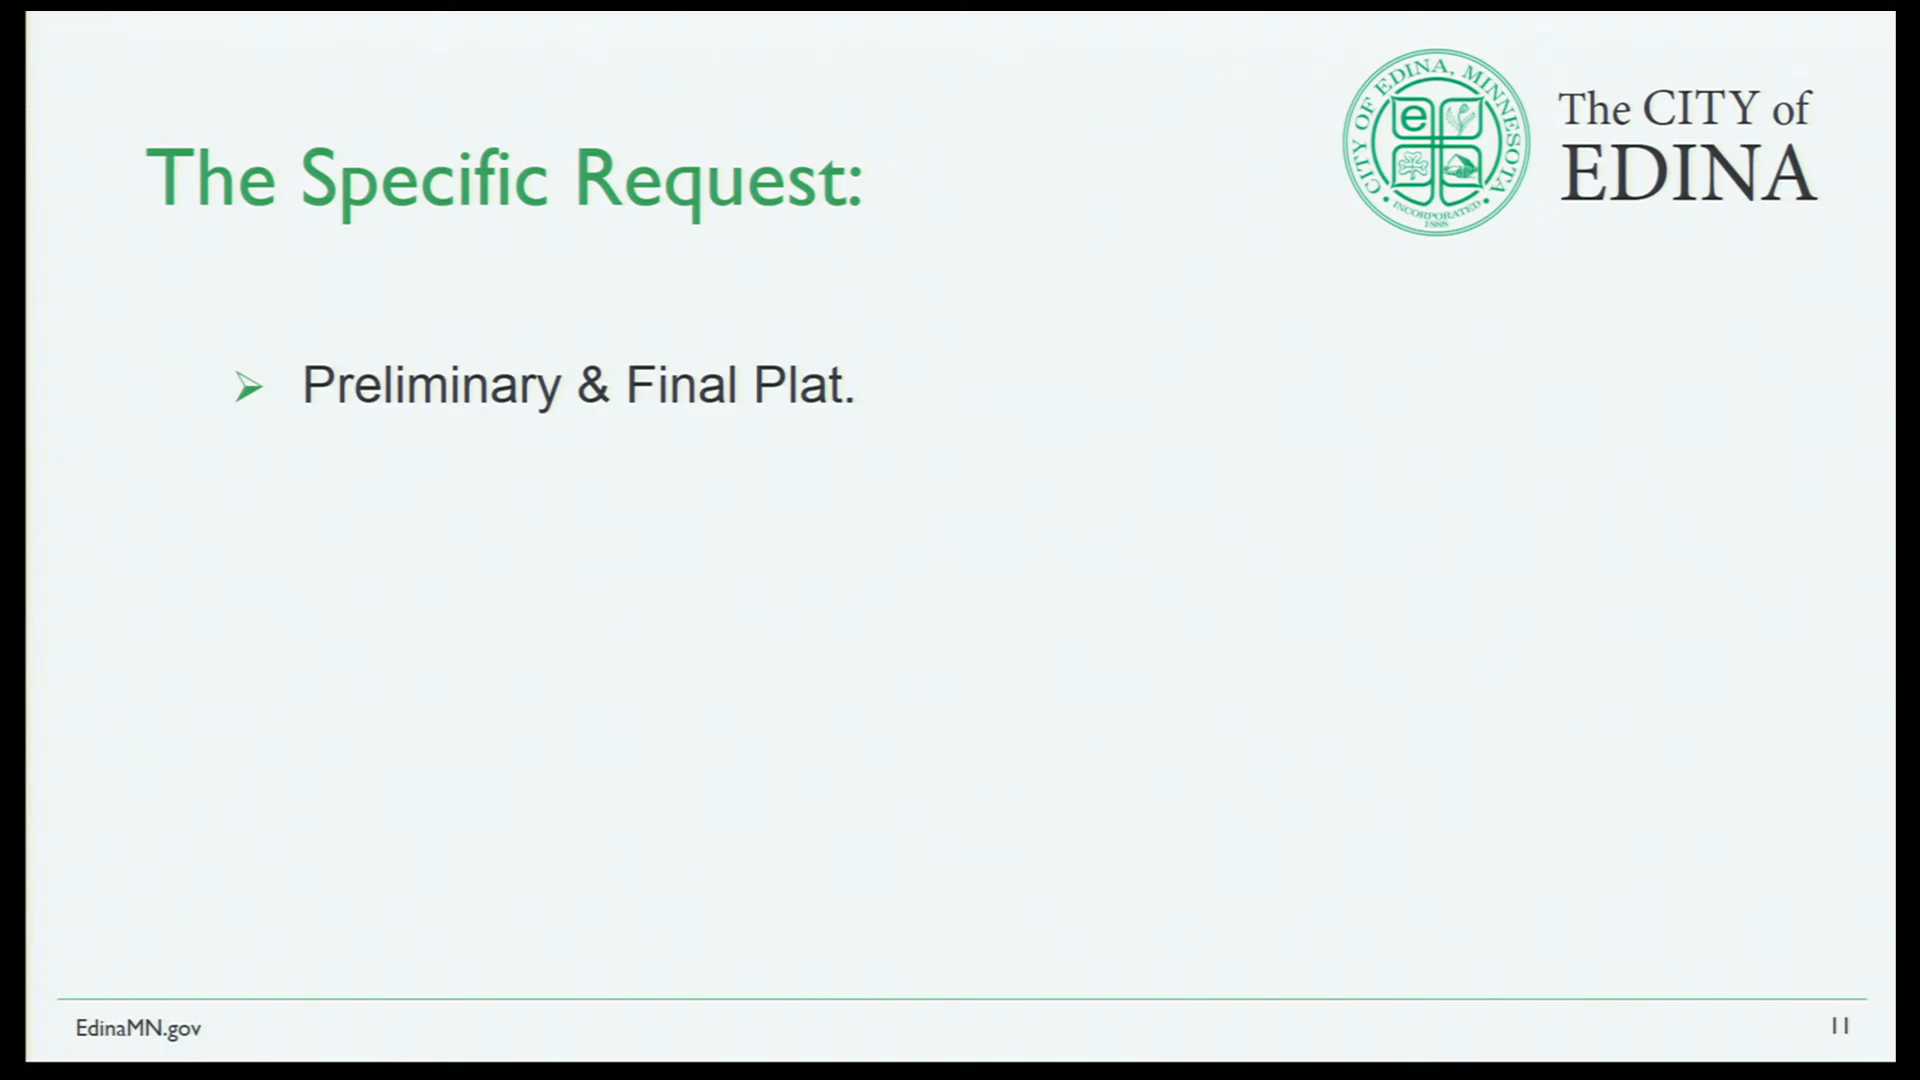 CITY OF EDINA, MINNESOTA
e
• INCORPORATED •
1888
The CITY of
EDINA
The Specific Request:
➢ Preliminary & Final Plat.
EdinaMN.gov
11